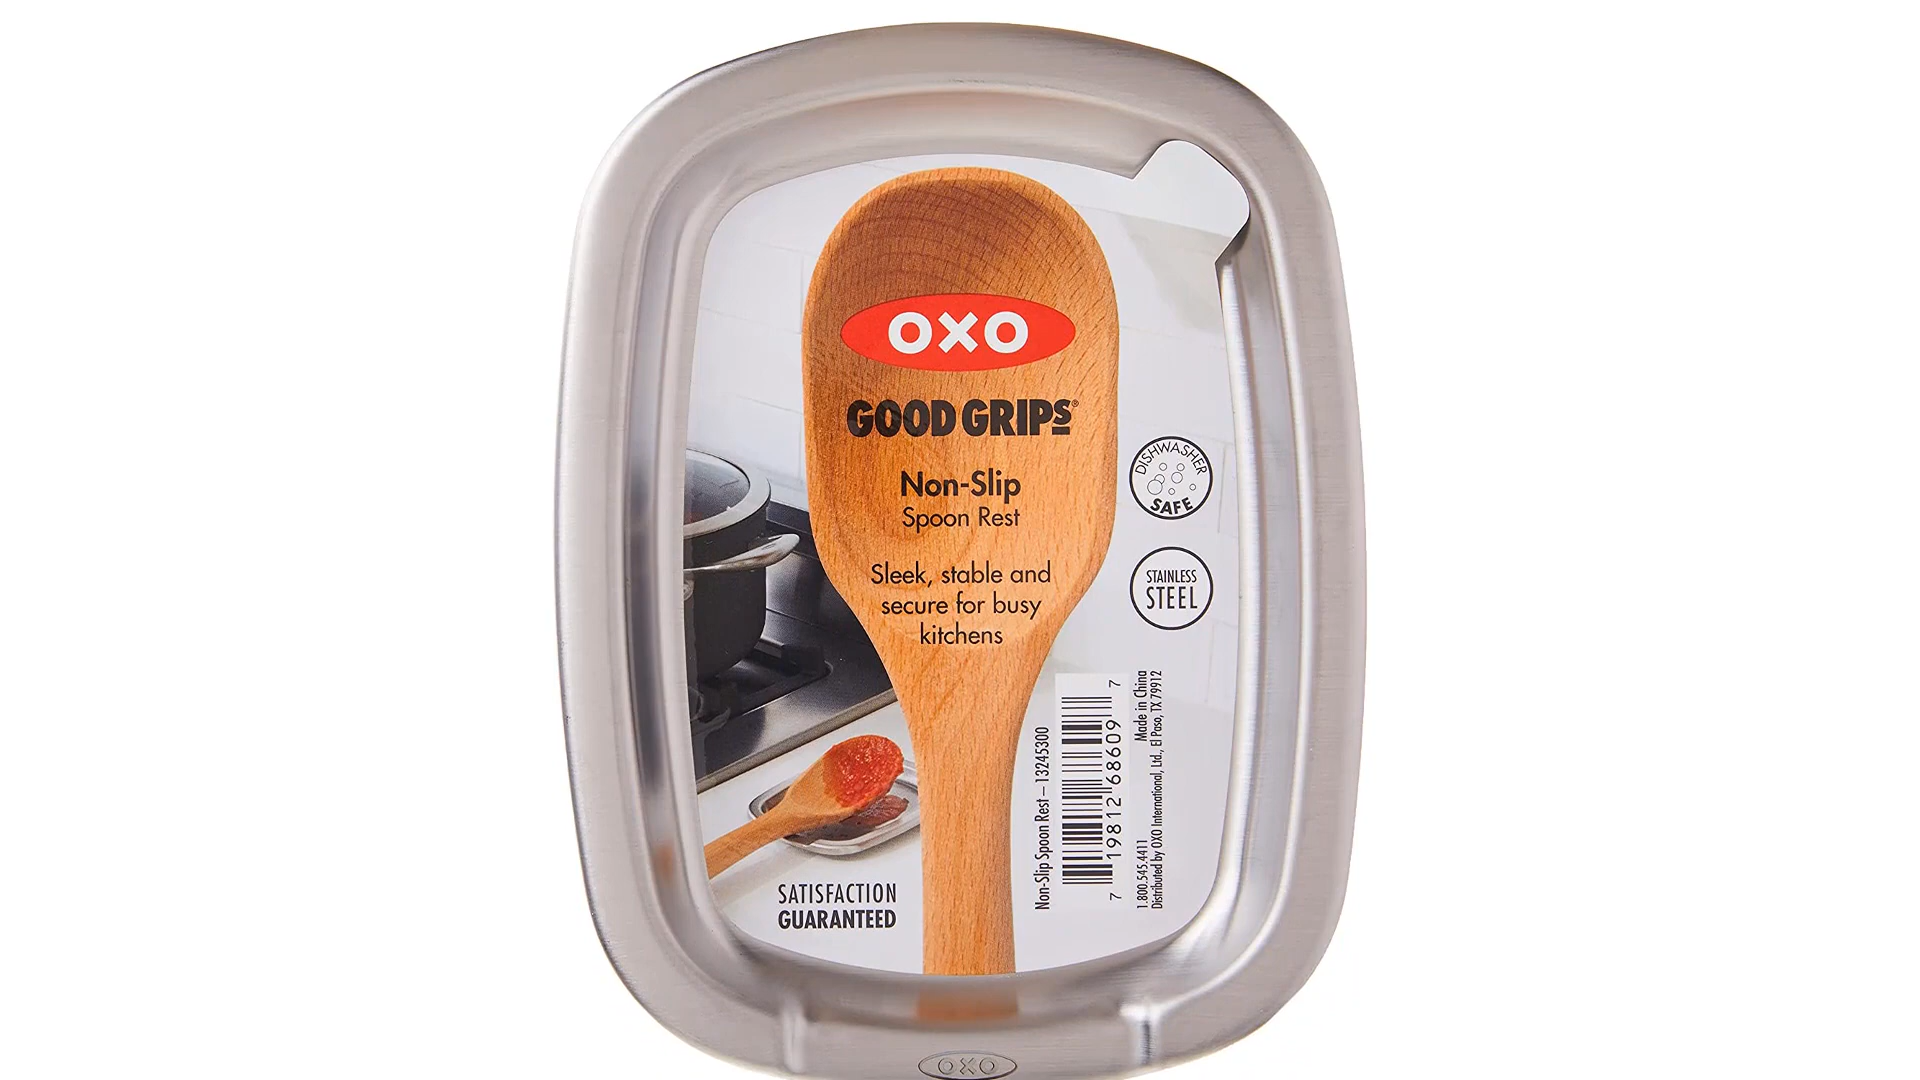 OXO
GOOD GRIPS®
Non-Slip
Spoon Rest
Sleek, stable and
secure for busy
kitchens
DISHWASHER
SAFE
STAINLESS
STEEL
SATISFACTION
GUARANTEED
Non-Slip Spoon Rest – 13245300
7 19812 68609 7
Made in China
1.800.545.4411
Distributed by OXO International, Ltd., El Paso, TX 79912
OXO